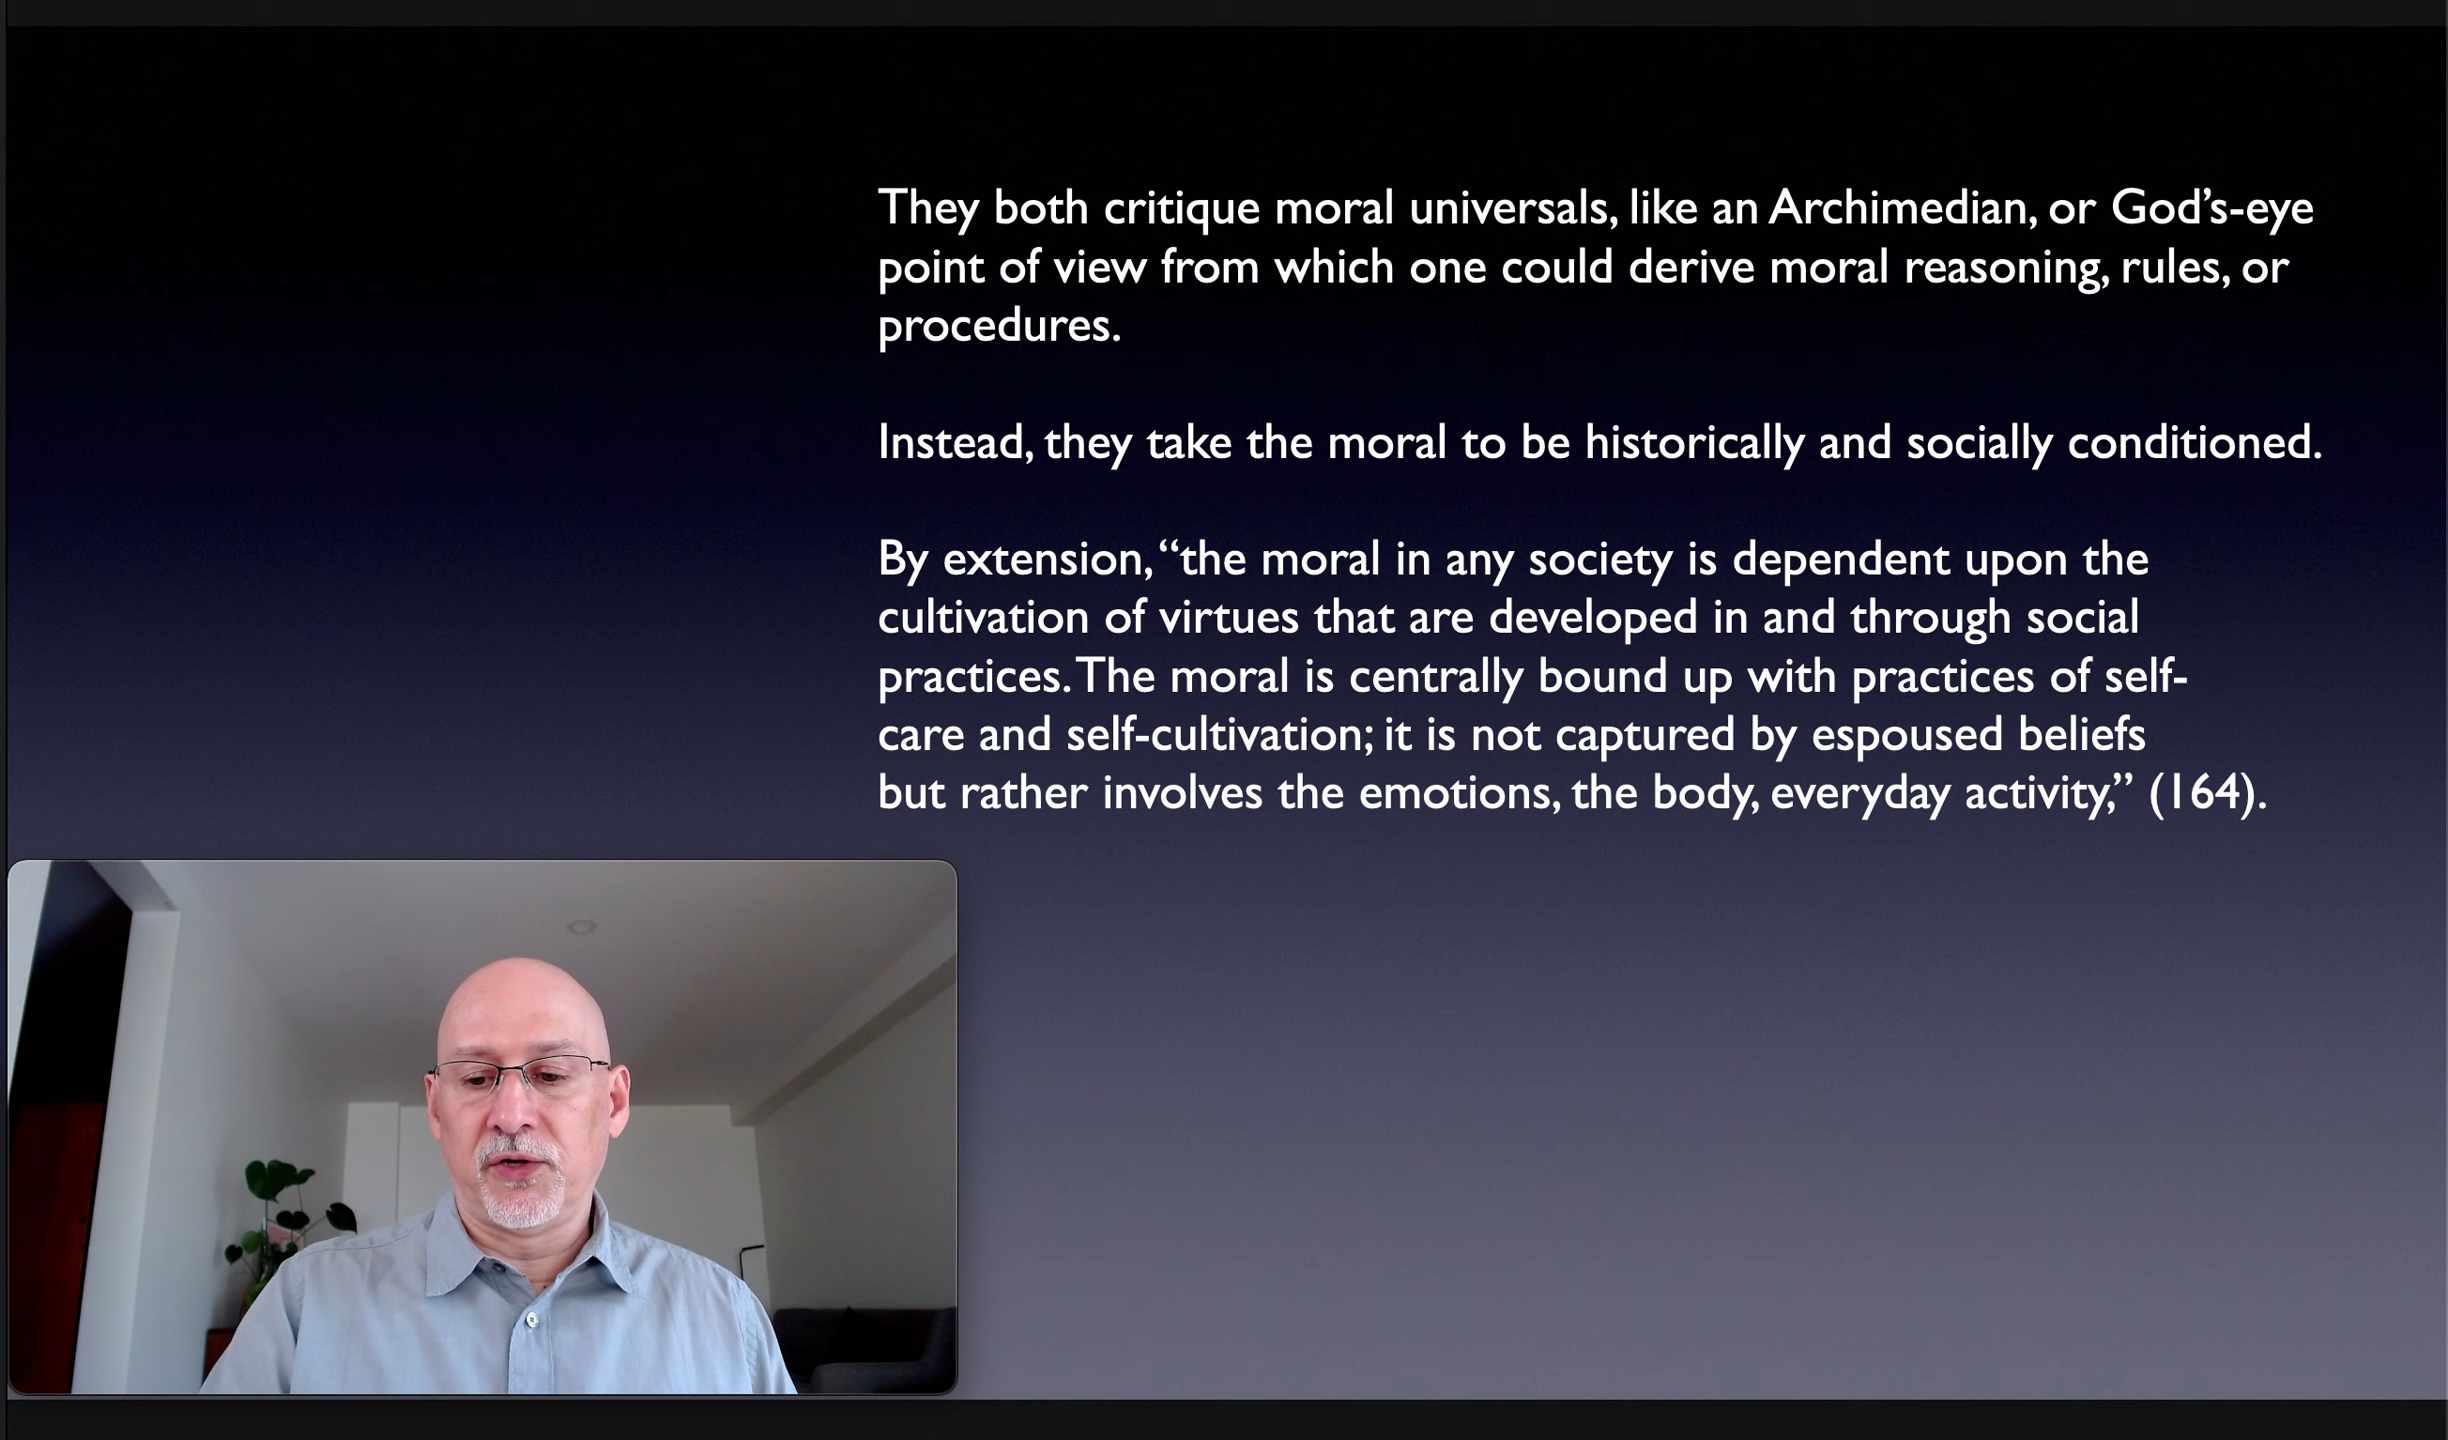 They both critique moral universals, like an Archimedian, or God’s-eye
point of view from which one could derive moral reasoning, rules, or
procedures.
Instead, they take the moral to be historically and socially conditioned.
By extension, “the moral in any society is dependent upon the
cultivation of virtues that are developed in and through social
practices. The moral is centrally bound up with practices of self-
care and self-cultivation; it is not captured by espoused beliefs
but rather involves the emotions, the body, everyday activity,” (164).